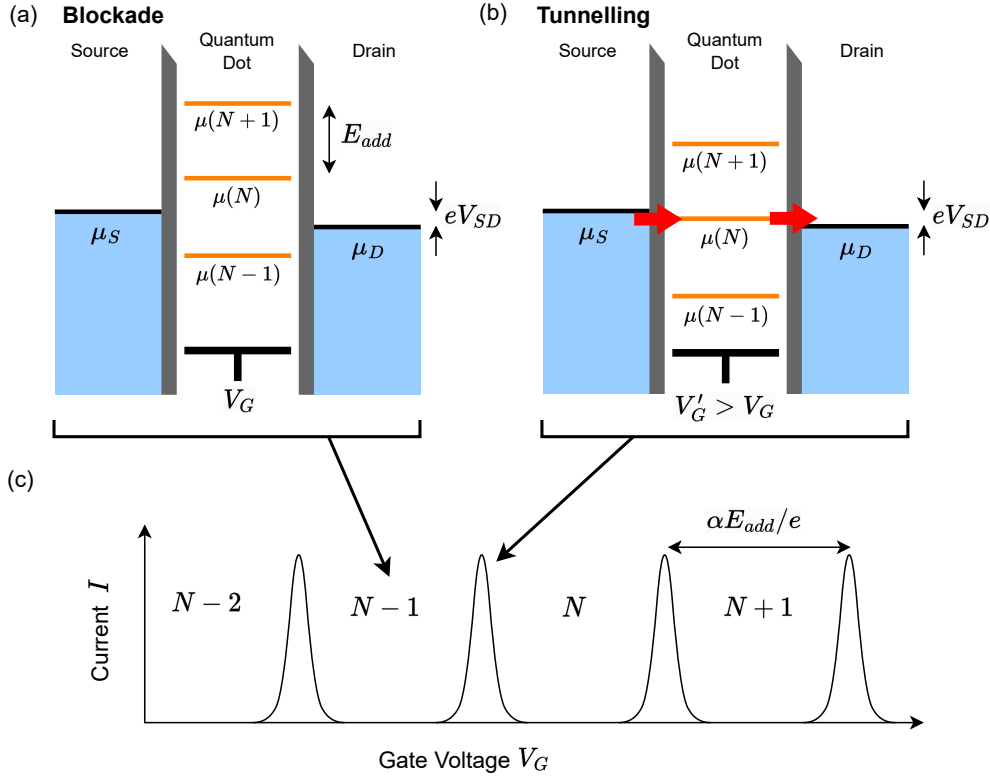 (a) Blockade
Source
Quantum
Dot
Drain
μ(N + 1)
E_add
μ(N)
μ_S
eV_SD
μ_D
μ(N − 1)
V_G
(b) Tunnelling
Source
Quantum
Dot
Drain
μ(N + 1)
μ_S
μ(N)
eV_SD
μ_D
μ(N − 1)
V′_G > V_G
(c)
αE_add/e
N − 2
N − 1
N
N + 1
Current I
Gate Voltage V_G